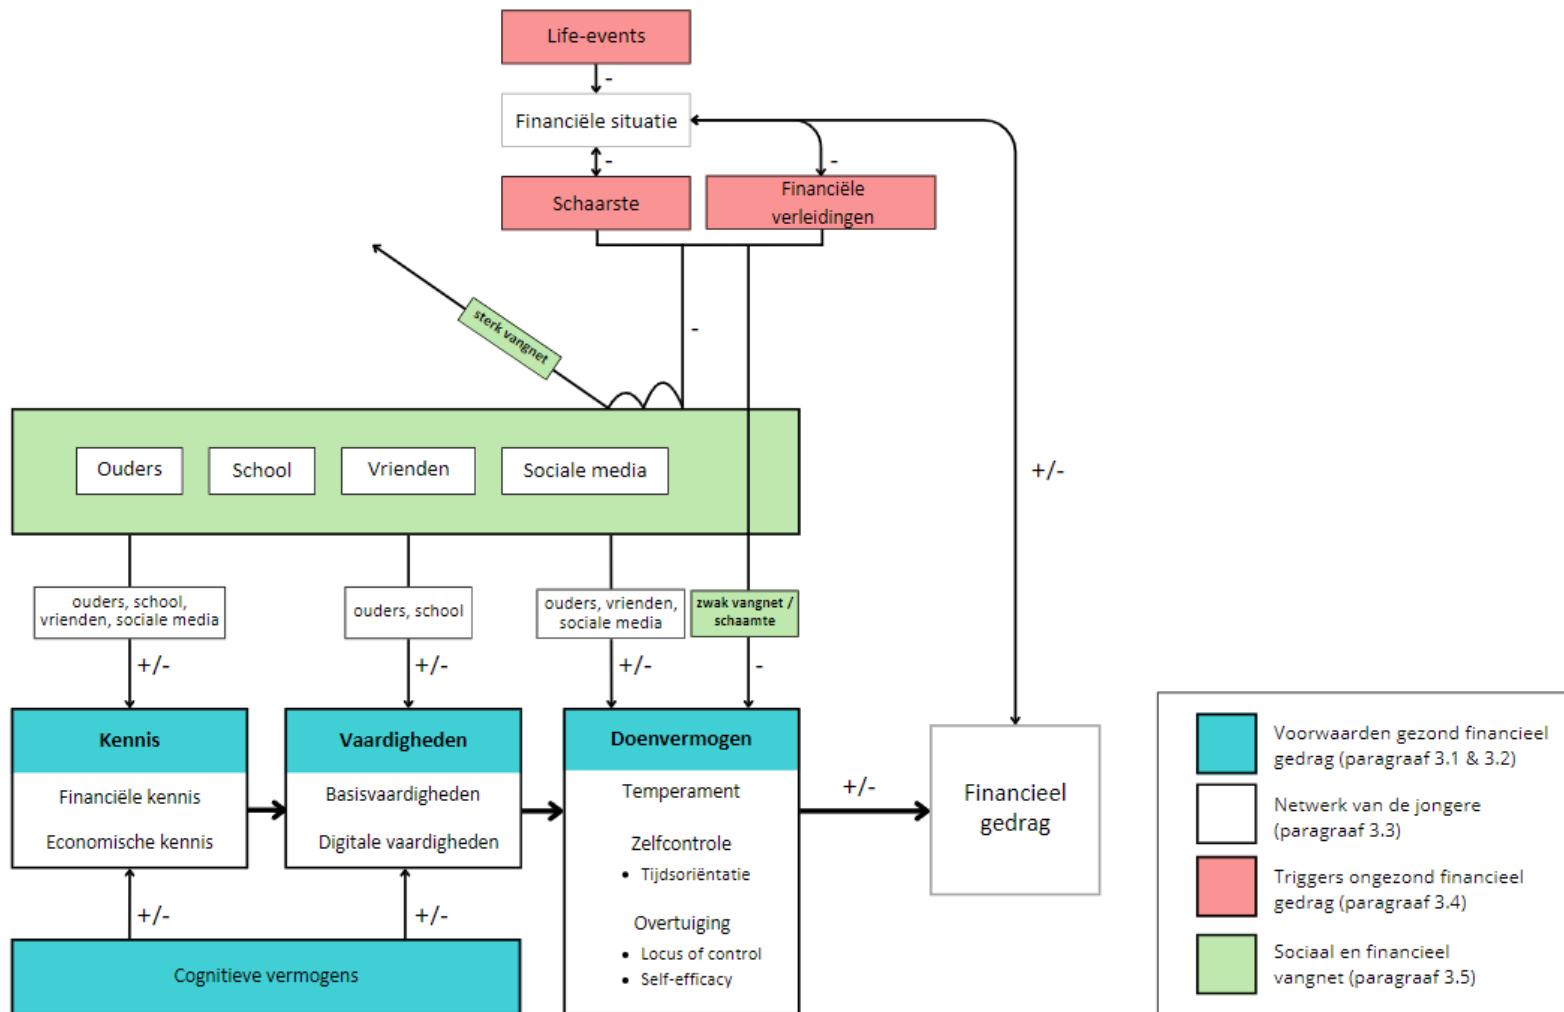 Life-events
-
Financiële situatie
-
-
Schaarste
Financiële
verleidingen
sterk vangnet
-
+/-
Ouders
School
Vrienden
Sociale media
ouders, school,
vrienden, sociale media
ouders, school
ouders, vrienden,
sociale media
zwak vangnet /
schaamte
+/-
+/-
+/-
-
Kennis
Financiële kennis
Economische kennis
Vaardigheden
Basisvaardigheden
Digitale vaardigheden
Doenvermogen
Temperament
Zelfcontrole
• Tijdsoriëntatie
Overtuiging
• Locus of control
• Self-efficacy
+/-
Financieel
gedrag
+/-
+/-
Cognitieve vermogens
Voorwaarden gezond financieel
gedrag (paragraaf 3.1 & 3.2)
Netwerk van de jongere
(paragraaf 3.3)
Triggers ongezond financieel
gedrag (paragraaf 3.4)
Sociaal en financieel
vangnet (paragraaf 3.5)